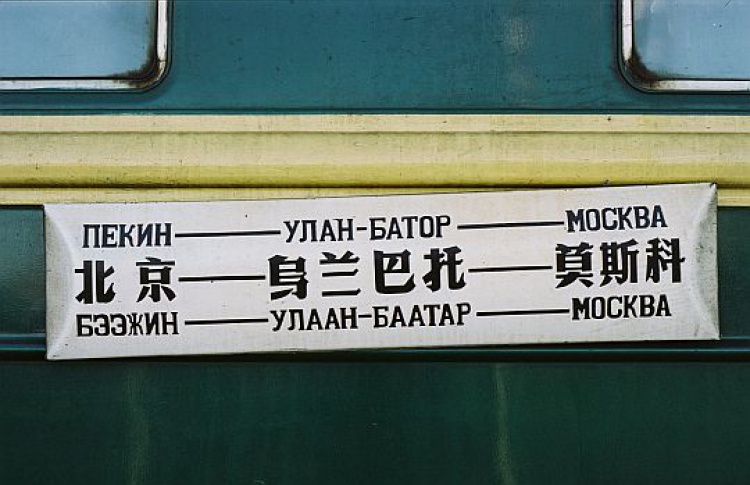 ПЕКИН — УЛАН-БАТОР — МОСКВА
北京 — 乌兰巴托 — 莫斯科
БЭЭЖИН — УЛААН-БААТАР — МОСКВА